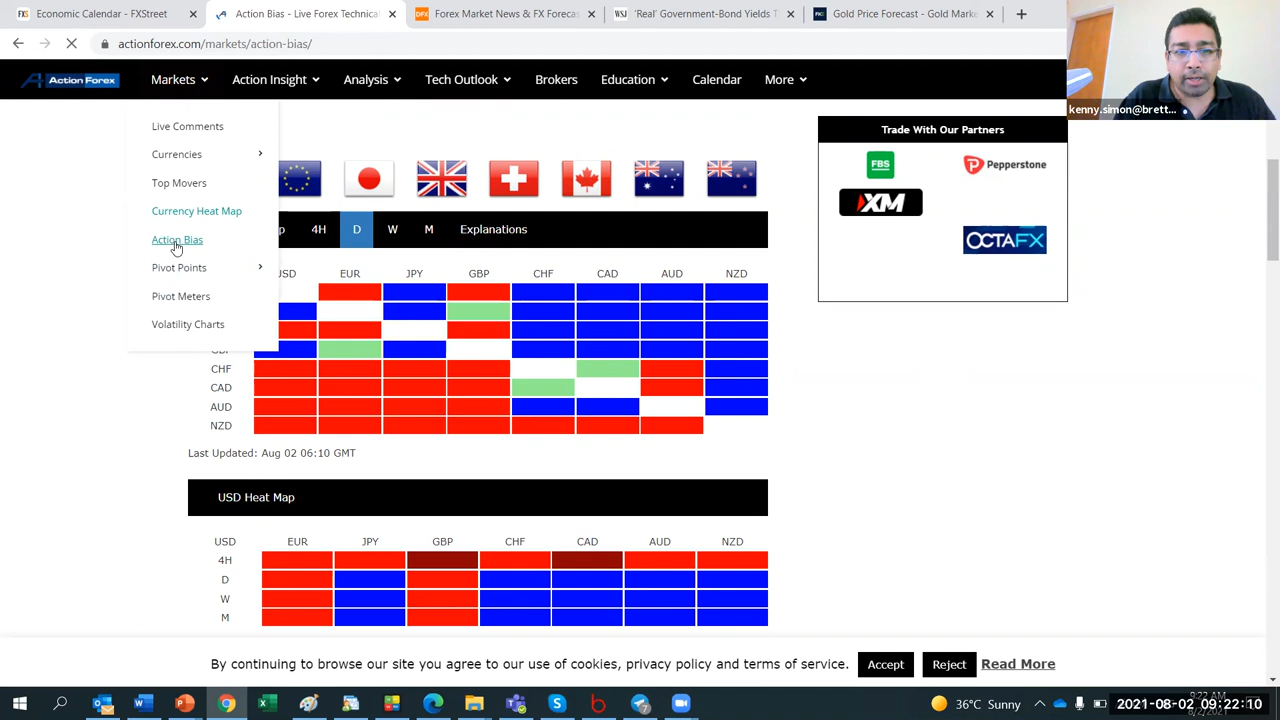 Economic Calendar - FXStreet
Action Bias - Live Forex Technica
Forex Market News & FX Forecas
'Real' Government-Bond Yields T
Gold Price Forecast - Gold Mark
actionforex.com/markets/action-bias/
kenny.simon@brett...
Action Forex
Markets
Action Insight
Analysis
Tech Outlook
Brokers
Education
Calendar
More
Live Comments
Currencies
Top Movers
Currency Heat Map
Action Bias
Pivot Points
Pivot Meters
Volatility Charts
Trade With Our Partners
FBS
Pepperstone
XM
OCTAFX
4H D W M Explanations
EUR JPY GBP CHF CAD AUD NZD
CHF
CAD
AUD
NZD
Last Updated: Aug 02 06:10 GMT
USD Heat Map
USD EUR JPY GBP CHF CAD AUD NZD
4H
D
W
M
By continuing to browse our site you agree to our use of cookies, privacy policy and terms of service. Accept Reject Read More
36°C Sunny
2021-08-02 09:22:10